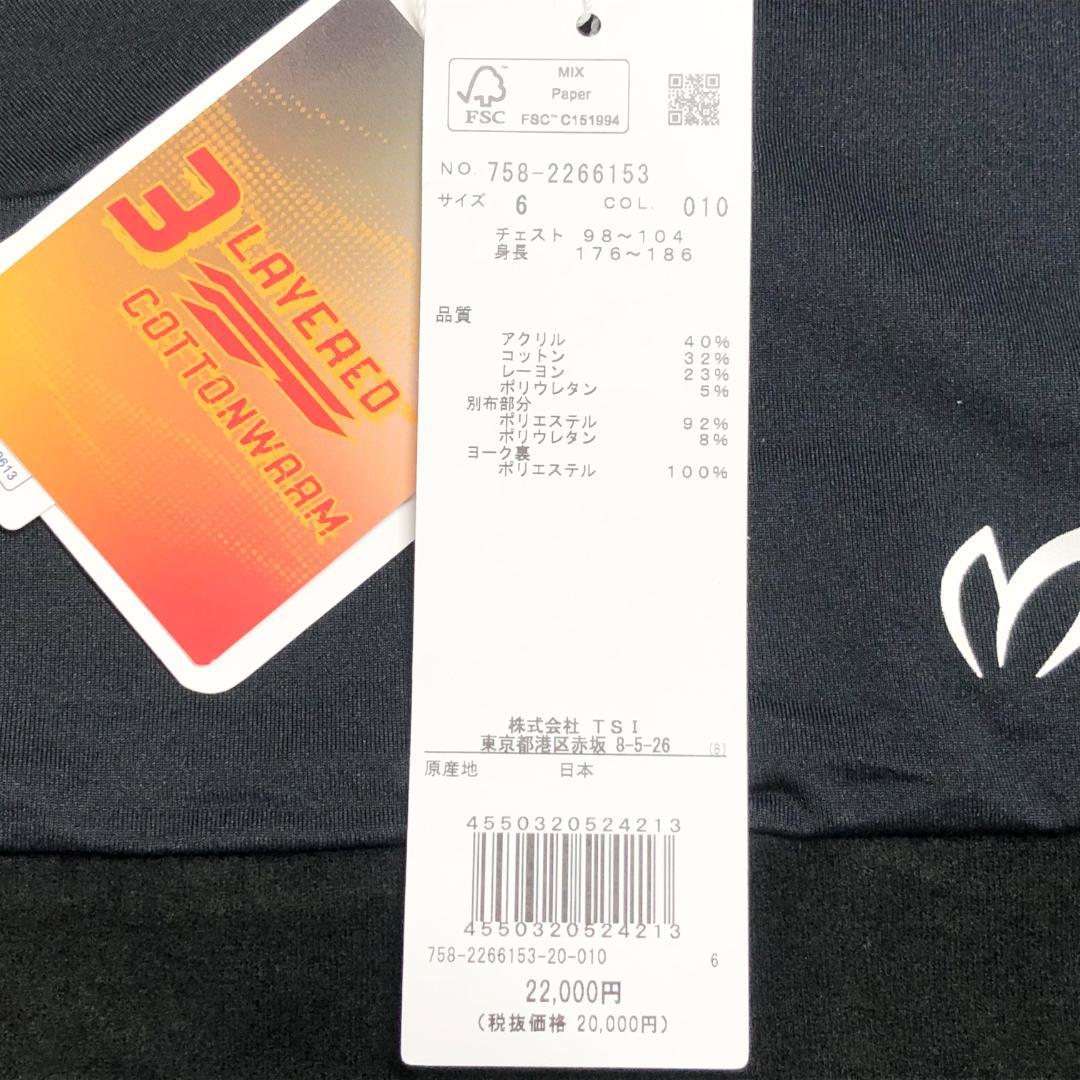 3 LAYERED
COTTONWARM
2613
MIX
Paper
FSC
FSC™ C151994
NO. 758-2266153
サイズ 6 COL. 010
チェスト 98～104
身長 176～186
品質
アクリル 40%
コットン 32%
レーヨン 23%
ポリウレタン 5%
別布部分
ポリエステル 92%
ポリウレタン 8%
ヨーク裏
ポリエステル 100%
株式会社 TSI
東京都港区赤坂 8-5-26 (B)
原産地 日本
4550320524213
4550320524213
758-2266153-20-010 6
22,000円
(税抜価格 20,000円)